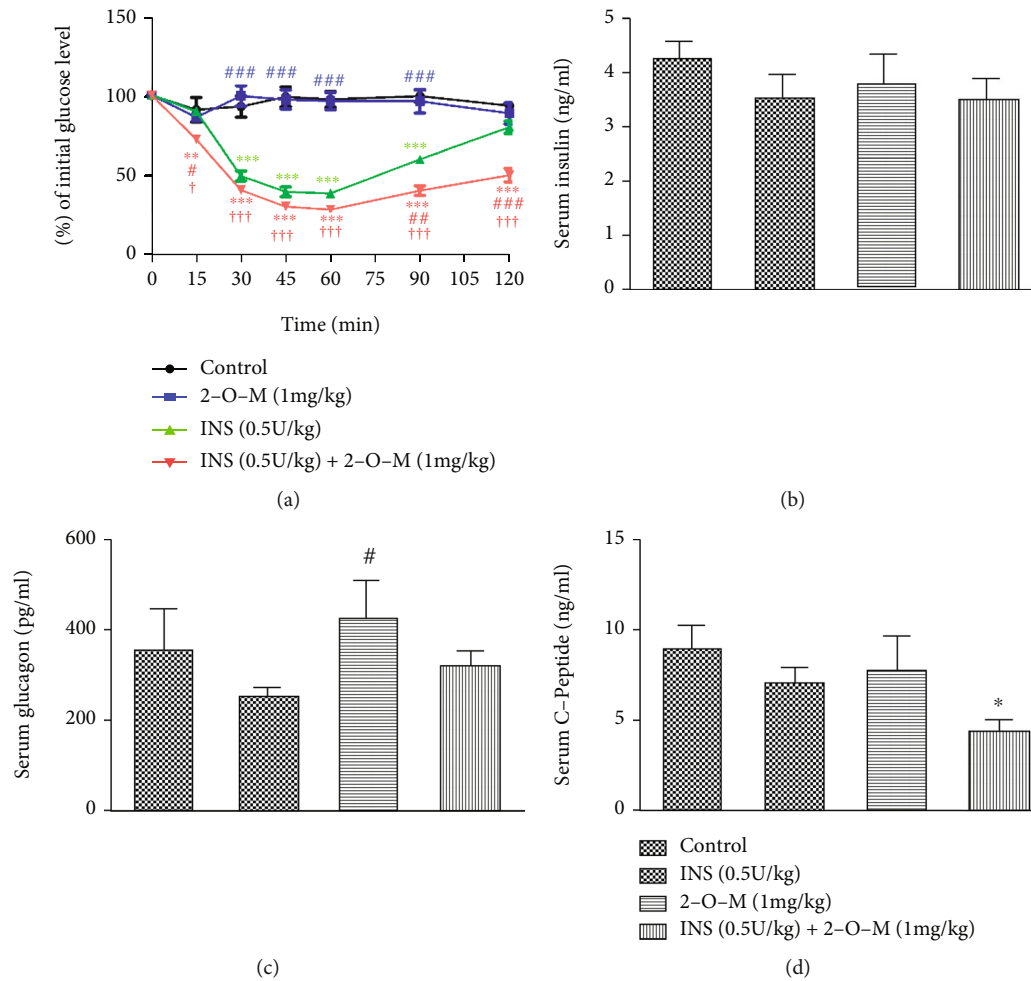 (%) of initial glucose level
150
100
50
0
### ### ### ###
*** *** *** ***
**
#
†
***
†††
***
†††
***
†††
***
##
†††
***
###
†††
0 15 30 45 60 75 90 105 120
Time (min)
Control
2–O–M (1mg/kg)
INS (0.5U/kg)
INS (0.5U/kg) + 2–O–M (1mg/kg)
(a)
Serum insulin (ng/ml)
5
4
3
2
1
0
(b)
Serum glucagon (pg/ml)
600
400
200
0
#
(c)
Serum C–Peptide (ng/ml)
15
10
5
0
*
Control
INS (0.5U/kg)
2–O–M (1mg/kg)
INS (0.5U/kg) + 2–O–M (1mg/kg)
(d)